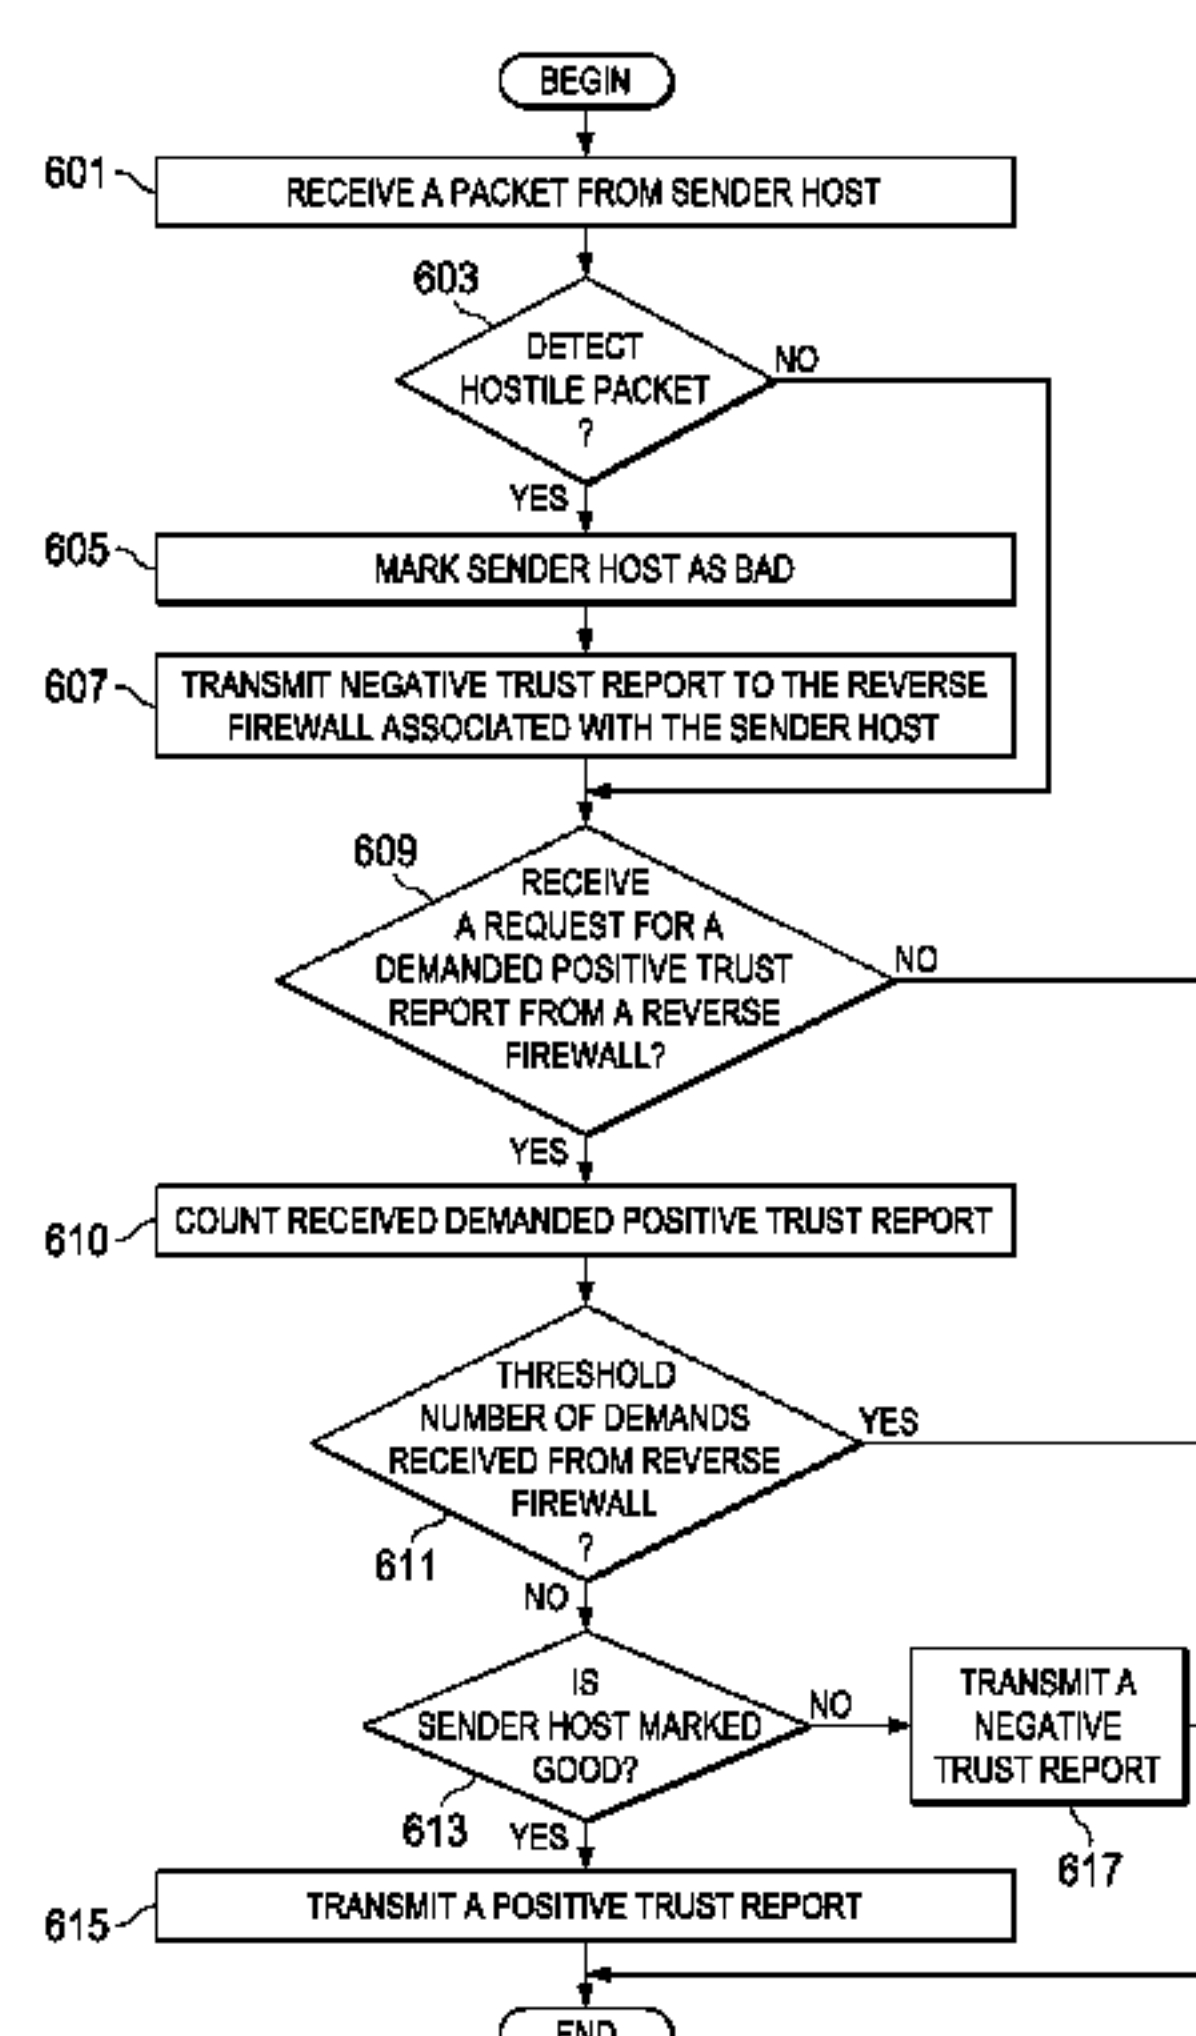 BEGIN
601
RECEIVE A PACKET FROM SENDER HOST
603
DETECT
HOSTILE PACKET
?
NO
YES
605
MARK SENDER HOST AS BAD
607
TRANSMIT NEGATIVE TRUST REPORT TO THE REVERSE
FIREWALL ASSOCIATED WITH THE SENDER HOST
609
RECEIVE
A REQUEST FOR A
DEMANDED POSITIVE TRUST
REPORT FROM A REVERSE
FIREWALL?
NO
YES
610
COUNT RECEIVED DEMANDED POSITIVE TRUST REPORT
THRESHOLD
NUMBER OF DEMANDS
RECEIVED FROM REVERSE
FIREWALL
?
YES
611
NO
IS
SENDER HOST MARKED
GOOD?
NO
TRANSMIT A
NEGATIVE
TRUST REPORT
613
YES
617
615
TRANSMIT A POSITIVE TRUST REPORT
END